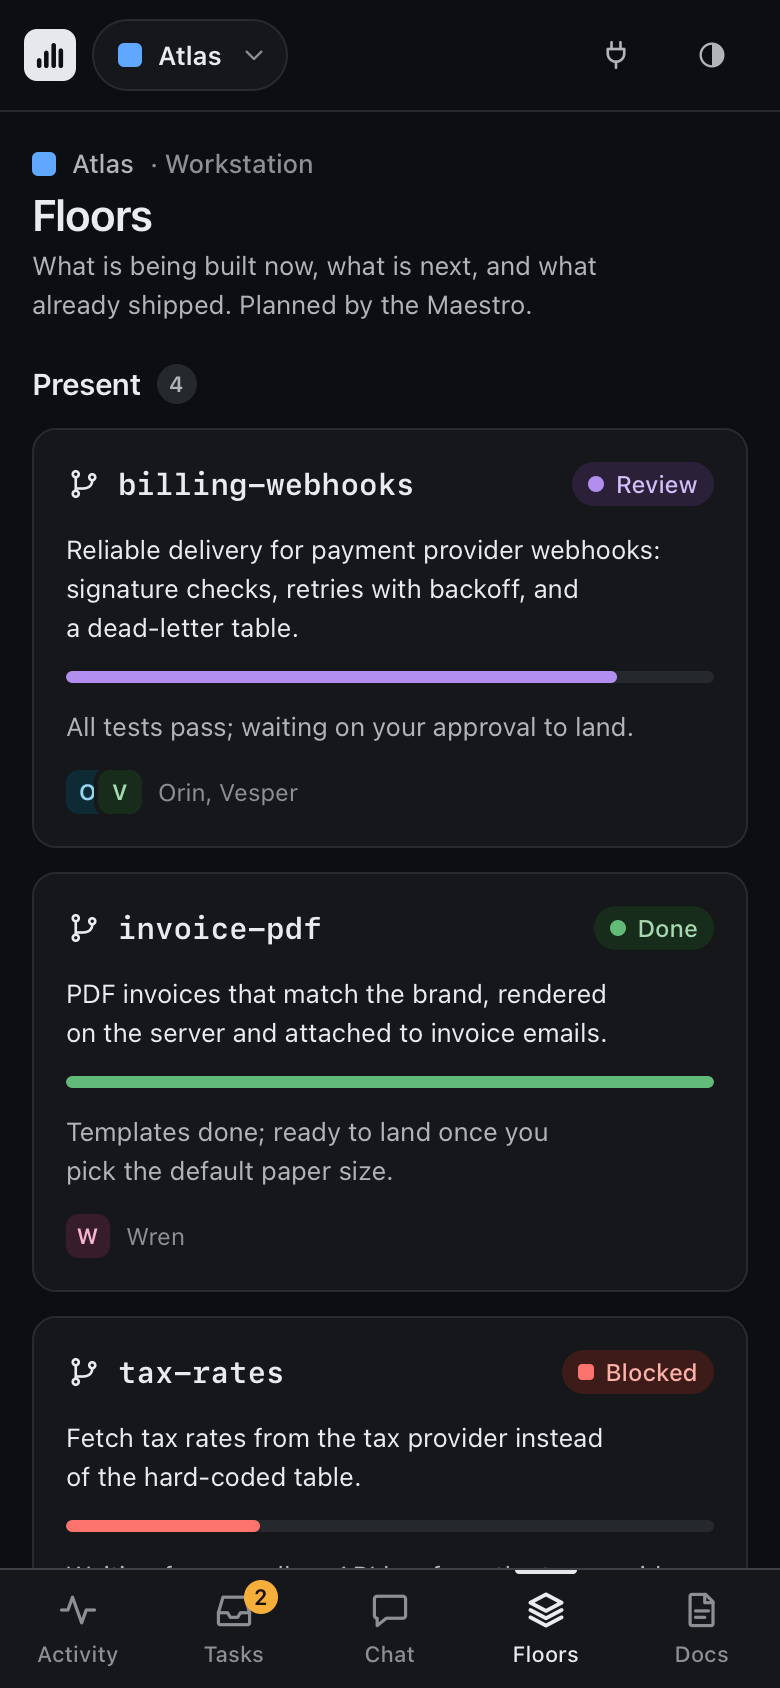 Atlas
Atlas · Workstation
Floors
What is being built now, what is next, and what
already shipped. Planned by the Maestro.
Present 4
billing-webhooks
Review
Reliable delivery for payment provider webhooks:
signature checks, retries with backoff, and
a dead-letter table.
All tests pass; waiting on your approval to land.
O V Orin, Vesper
invoice-pdf
Done
PDF invoices that match the brand, rendered
on the server and attached to invoice emails.
Templates done; ready to land once you
pick the default paper size.
W Wren
tax-rates
Blocked
Fetch tax rates from the tax provider instead
of the hard-coded table.
2
Activity
Tasks
Chat
Floors
Docs